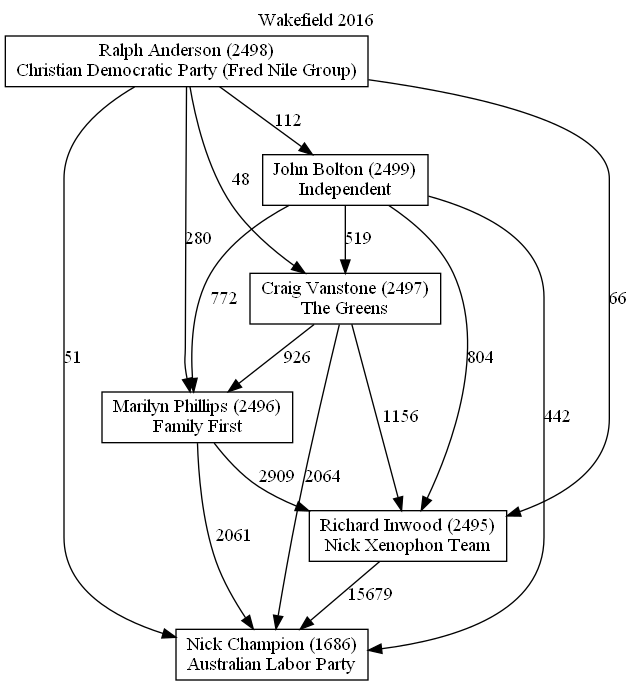 Wakefield 2016
Ralph Anderson (2498)
Christian Democratic Party (Fred Nile Group)
112
John Bolton (2499)
Independent
48
280
519
Craig Vanstone (2497)
The Greens
772
66
51
926
804
Marilyn Phillips (2496)
Family First
1156
442
2909
2064
Richard Inwood (2495)
Nick Xenophon Team
2061
15679
Nick Champion (1686)
Australian Labor Party